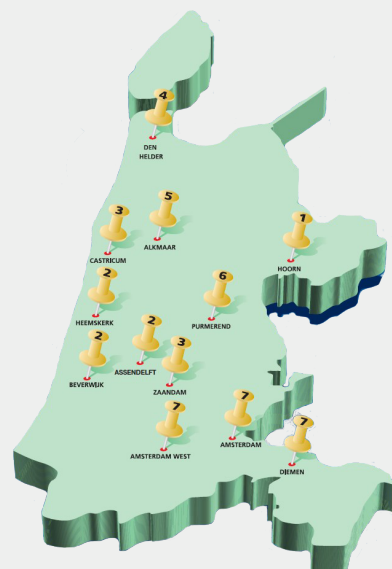 4
DEN
HELDER
5
ALKMAAR
3
CASTRICUM
1
HOORN
2
HEEMSKERK
6
PURMEREND
2
ASSENDELFT
2
BEVERWIJK
3
ZAANDAM
7
AMSTERDAM WEST
7
AMSTERDAM
7
DIEMEN